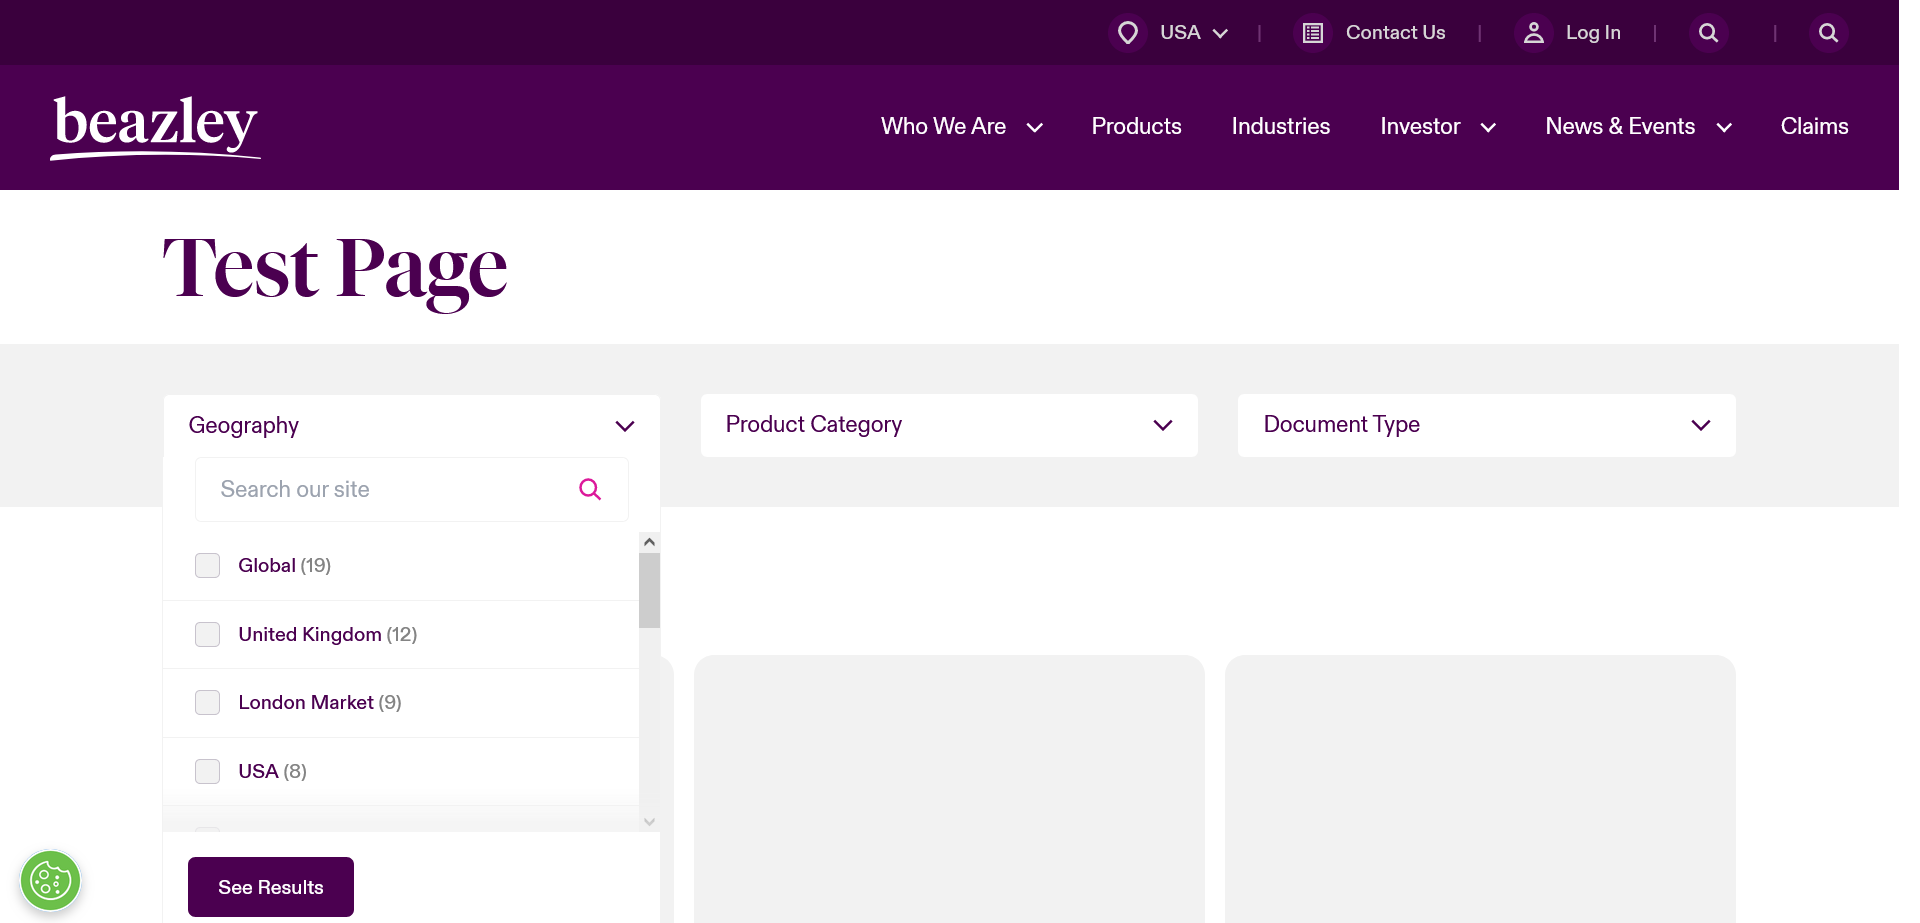 USA | Contact Us | Log In | |
beazley
Who We Are Products Industries Investor News & Events Claims
Test Page
Geography Product Category Document Type
Search our site
Global (19)
United Kingdom (12)
London Market (9)
USA (8)
See Results